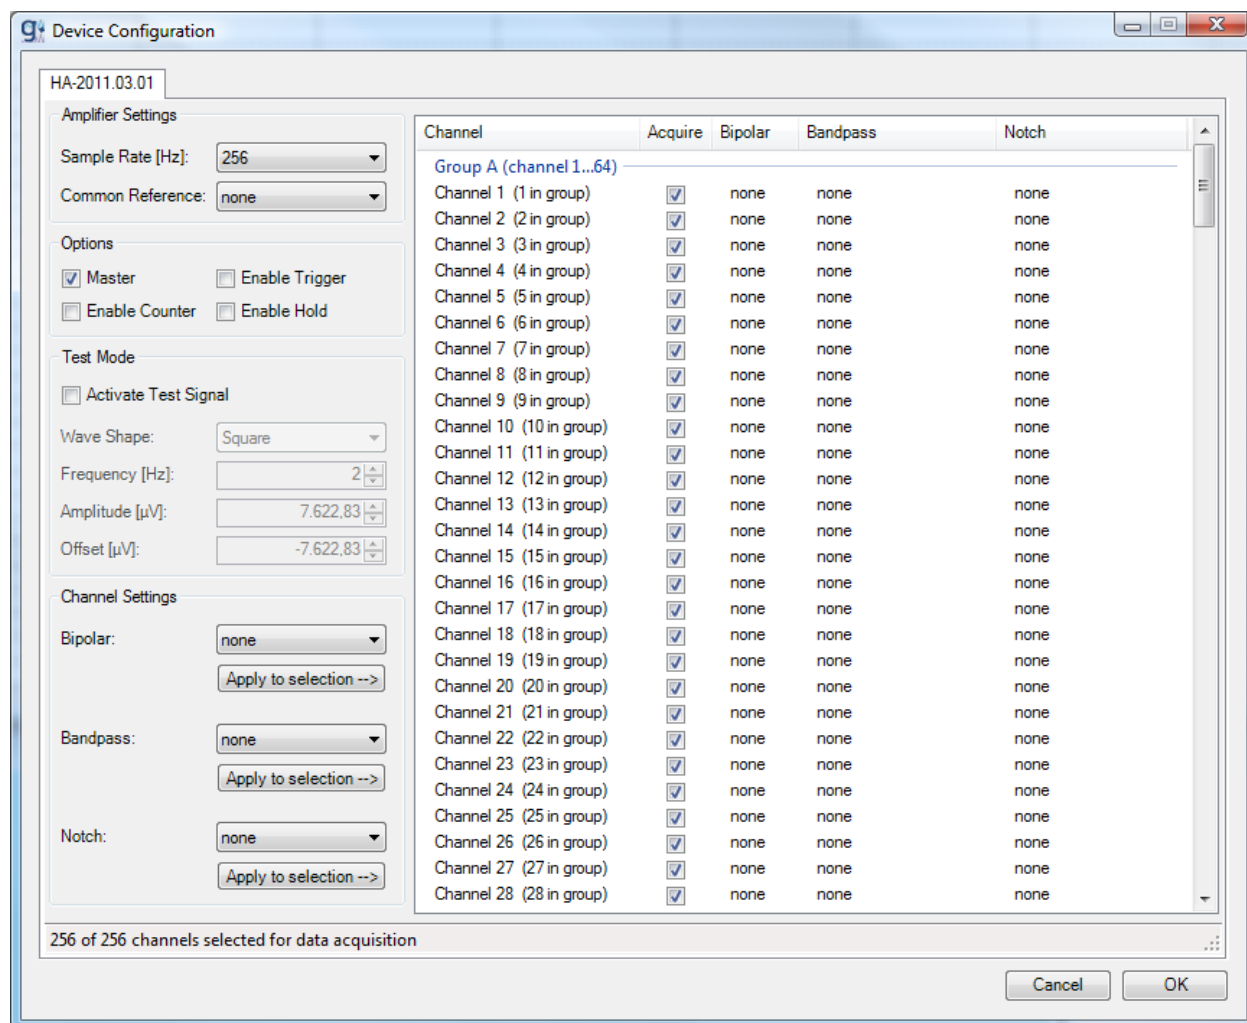 g Device Configuration
HA-2011.03.01
Amplifier Settings
Sample Rate [Hz]: 256
Common Reference: none
Options
Master Enable Trigger
Enable Counter Enable Hold
Test Mode
Activate Test Signal
Wave Shape: Square
Frequency [Hz]: 2
Amplitude [µV]: 7.622,83
Offset [µV]: -7.622,83
Channel Settings
Bipolar: none
Apply to selection -->
Bandpass: none
Apply to selection -->
Notch: none
Apply to selection -->
Channel Acquire Bipolar Bandpass Notch
Group A (channel 1...64)
Channel 1 (1 in group) none none none
Channel 2 (2 in group) none none none
Channel 3 (3 in group) none none none
Channel 4 (4 in group) none none none
Channel 5 (5 in group) none none none
Channel 6 (6 in group) none none none
Channel 7 (7 in group) none none none
Channel 8 (8 in group) none none none
Channel 9 (9 in group) none none none
Channel 10 (10 in group) none none none
Channel 11 (11 in group) none none none
Channel 12 (12 in group) none none none
Channel 13 (13 in group) none none none
Channel 14 (14 in group) none none none
Channel 15 (15 in group) none none none
Channel 16 (16 in group) none none none
Channel 17 (17 in group) none none none
Channel 18 (18 in group) none none none
Channel 19 (19 in group) none none none
Channel 20 (20 in group) none none none
Channel 21 (21 in group) none none none
Channel 22 (22 in group) none none none
Channel 23 (23 in group) none none none
Channel 24 (24 in group) none none none
Channel 25 (25 in group) none none none
Channel 26 (26 in group) none none none
Channel 27 (27 in group) none none none
Channel 28 (28 in group) none none none
256 of 256 channels selected for data acquisition
Cancel OK